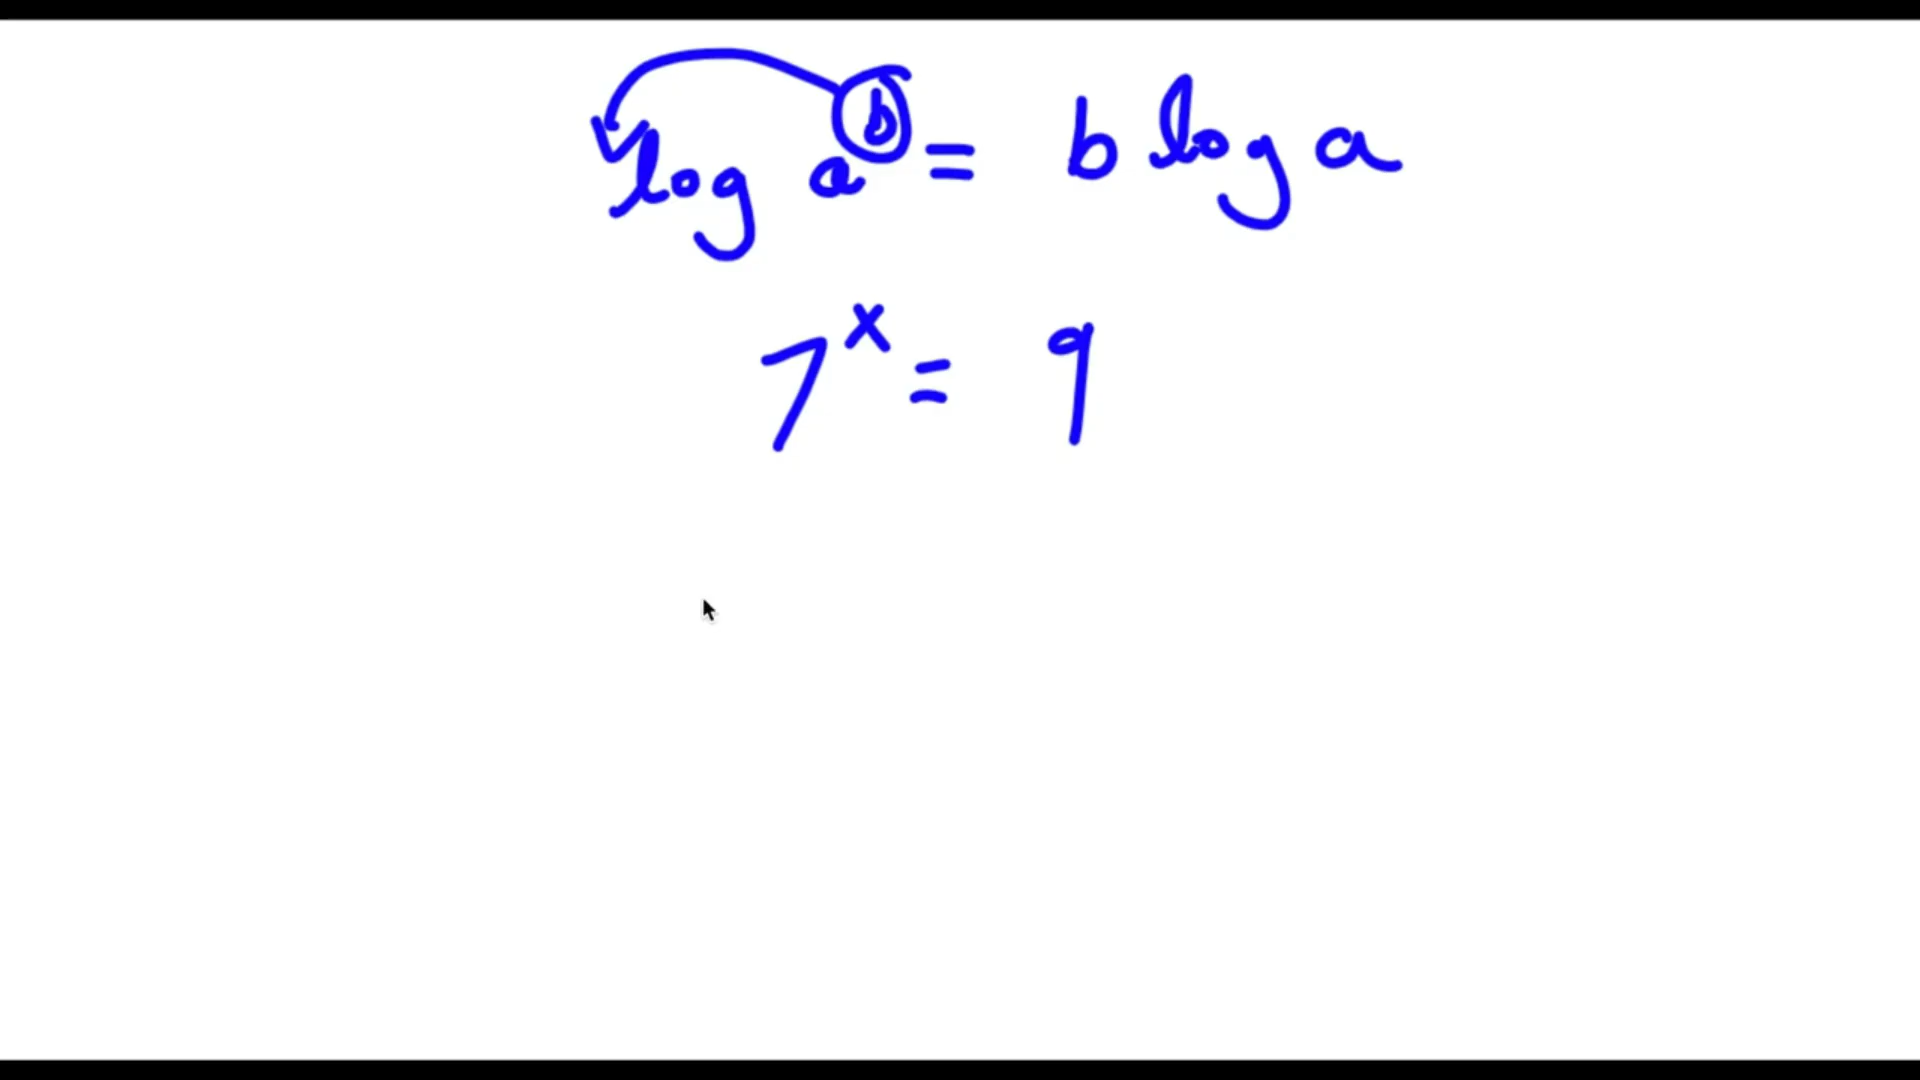 log a^b = b log a
7^x = 9